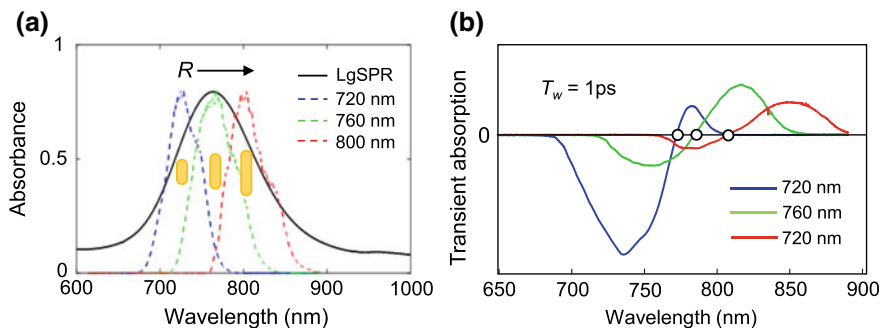 (a)
1
0.5
0
Absorbance
R
LgSPR
720 nm
760 nm
800 nm
600 700 800 900 1000
Wavelength (nm)
(b)
Transient absorption
0
Tw = 1ps
720 nm
760 nm
720 nm
650 700 750 800 850 900
Wavelength (nm)